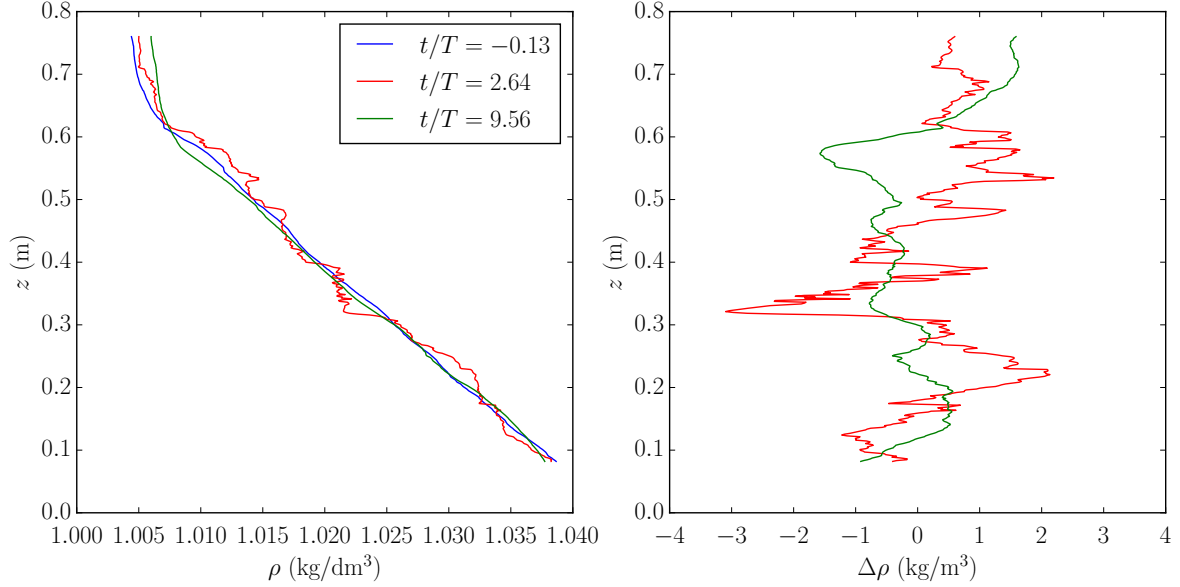 0.8
0.7
0.6
0.5
0.4
0.3
0.2
0.1
0.0
z (m)
1.000 1.005 1.010 1.015 1.020 1.025 1.030 1.035 1.040
ρ (kg/dm³)
t/T = −0.13
t/T = 2.64
t/T = 9.56
0.8
0.7
0.6
0.5
0.4
0.3
0.2
0.1
0.0
z (m)
−4 −3 −2 −1 0 1 2 3 4
Δρ (kg/m³)